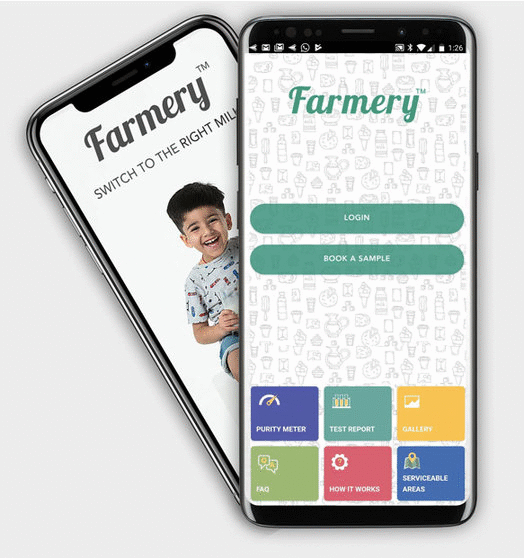 Farmery™
SWITCH TO THE RIGHT MIL
1:26
Farmery™
LOGIN
BOOK A SAMPLE
PURITY METER
TEST REPORT
GALLERY
FAQ
HOW IT WORKS
SERVICEABLE
AREAS